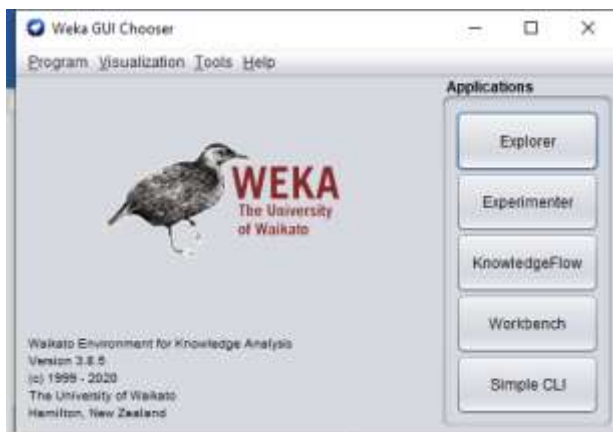 Weka GUI Chooser
Program Visualization Tools Help
Applications
Explorer
Experimenter
KnowledgeFlow
Workbench
Simple CLI
WEKA
The University
of Waikato
Waikato Environment for Knowledge Analysis
Version 3.8.5
(c) 1999 - 2020
The University of Waikato
Hamilton, New Zealand